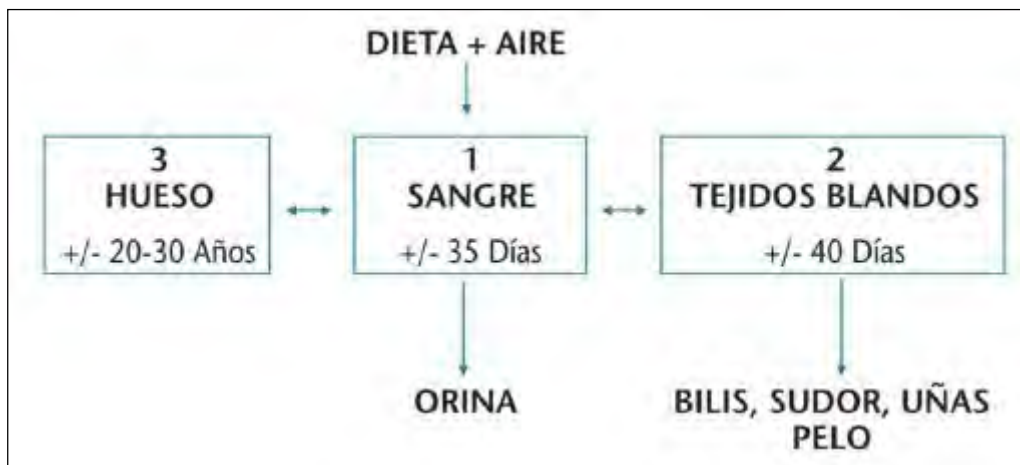 DIETA + AIRE
3
HUESO
+/- 20-30 Años
1
SANGRE
+/- 35 Días
2
TEJIDOS BLANDOS
+/- 40 Días
ORINA
BILIS, SUDOR, UÑAS
PELO